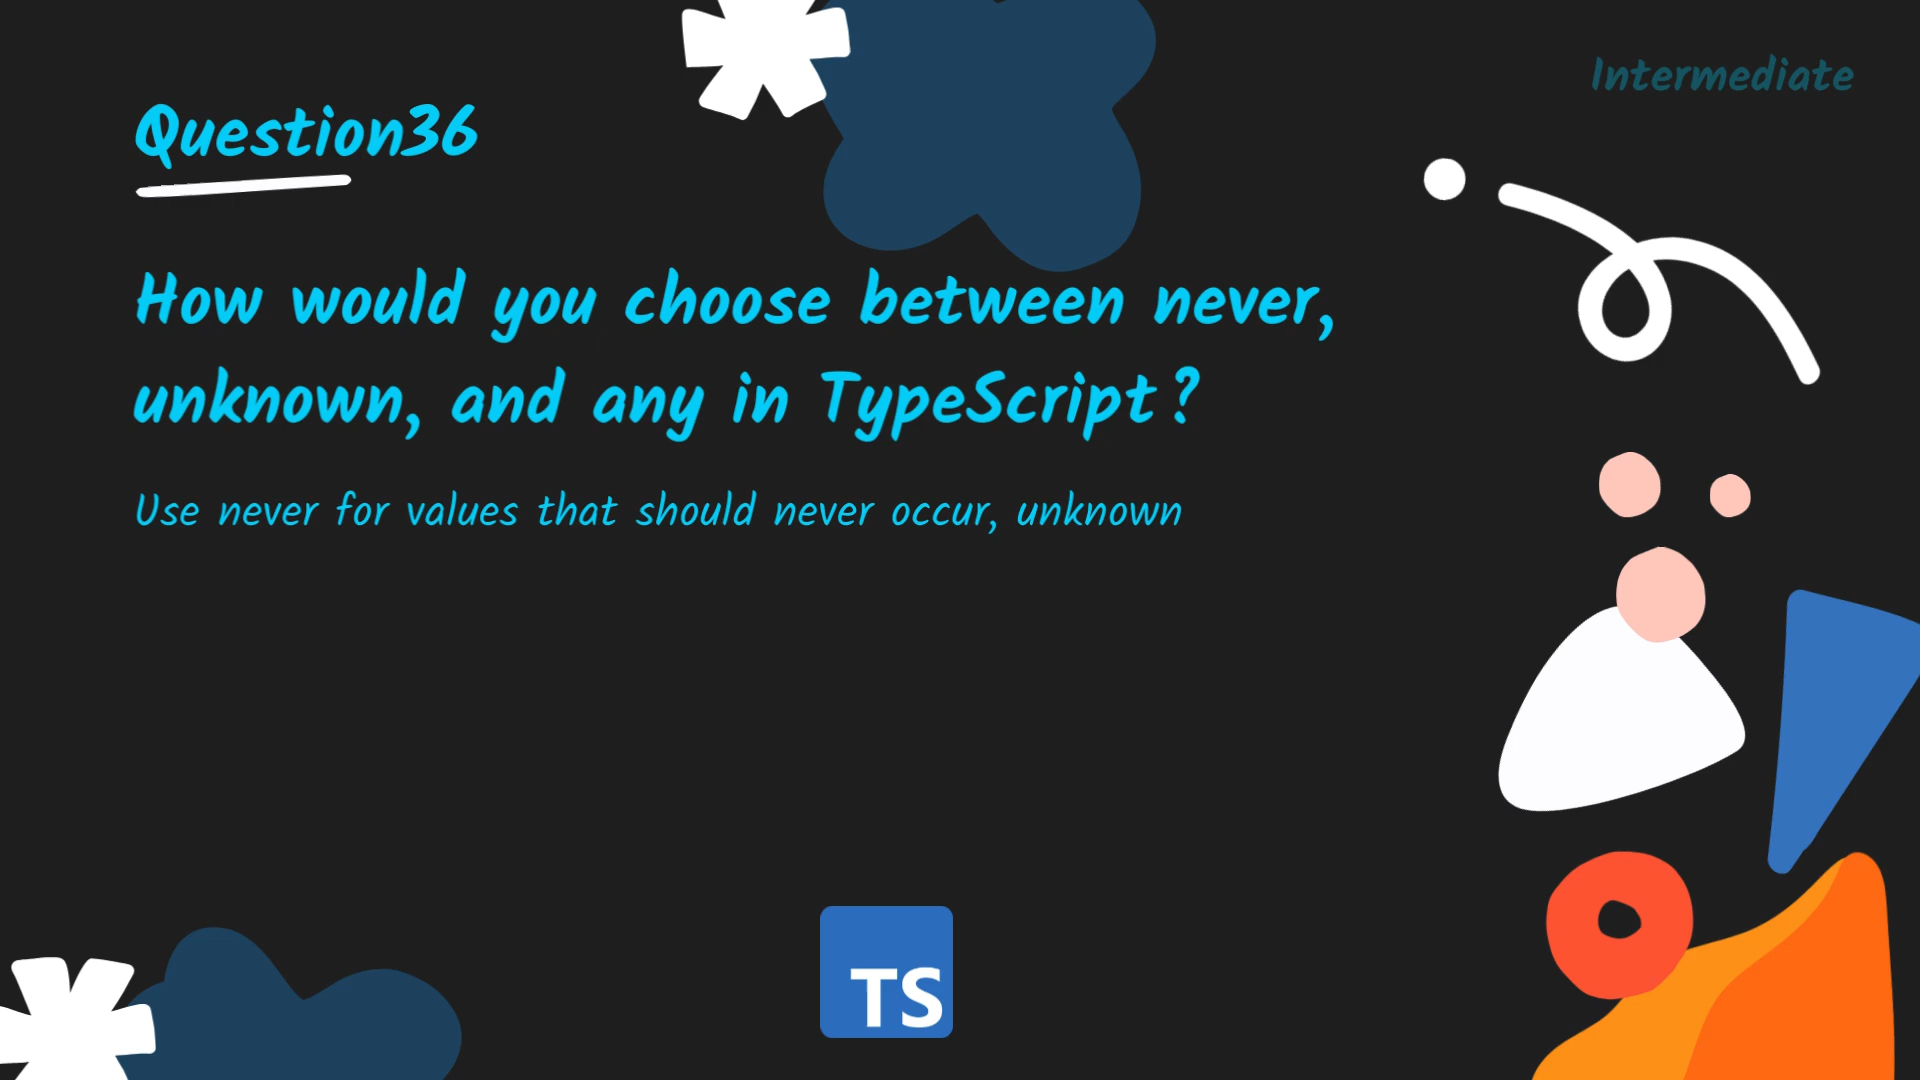 Intermediate
Question36
How would you choose between never,
unknown, and any in TypeScript?
Use never for values that should never occur, unknown
TS